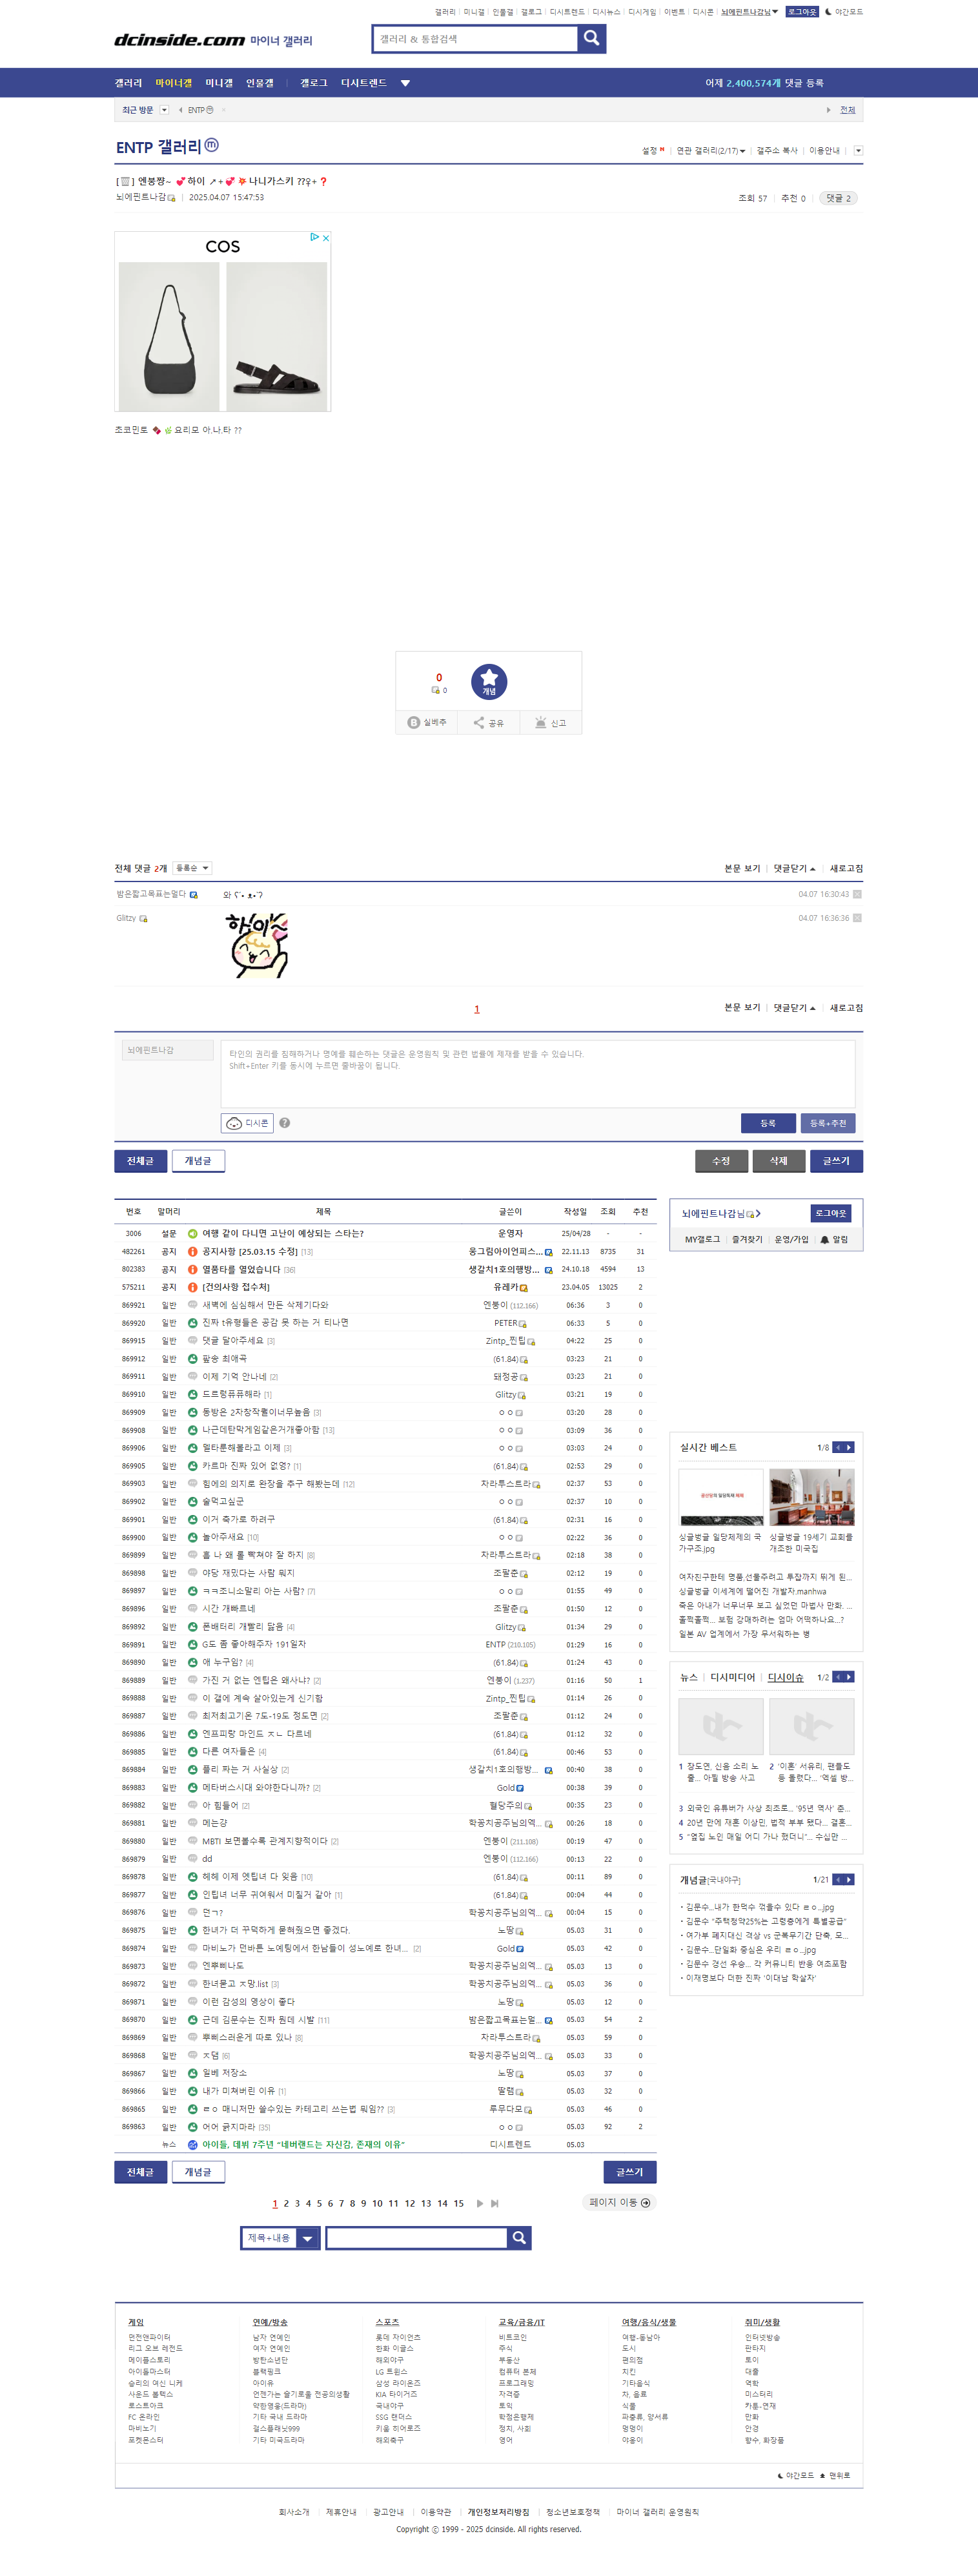 갤러리 미니갤 인물갤 갤로그 디시트렌드 디시뉴스 디시게임 이벤트 디시콘 뇌에핀트나감님 로그아웃 야간모드
dcinside.com 마이너 갤러리
갤러리 & 통합검색
갤러리 마이너갤 미니갤 인물갤 갤로그 디시트렌드
어제 2,400,574개 댓글 등록
최근 방문 ENTP 전체
ENTP 갤러리
설정 연관 갤러리(2/17) 갤주소 복사 이용안내
뇌에핀트나감 2025.04.07 15:47:53
조회 57 추천 0 댓글 2
COS
초코민토 요리모 아.나.타 ??
0
0
개념
실베추 공유 신고
전체 댓글 2개 등록순
본문 보기 댓글닫기 새로고침
밤은짧고목표는멀다
04.07 16:30:43
Glitzy 하이~ 04.07 16:36:36
1
본문 보기 댓글닫기 새로고침
뇌에핀트나감
타인의 권리를 침해하거나 명예를 훼손하는 댓글은 운영원칙 및 관련 법률에 제재를 받을 수 있습니다.
Shift+Enter 키를 동시에 누르면 줄바꿈이 됩니다.
디시콘 등록 등록+추천
전체글 개념글 수정 삭제 글쓰기
번호 말머리 제목 글쓴이 작성일 조회 추천
3006 설문 여행 같이 다니면 고난이 예상되는 스타는? 운영자 25/04/28 - -
482261 공지 공지사항 [25.03.15 수정] [13] 웅그림아이언피스... 22.11.13 8735 31
802383 공지 열품타를 열었습니다 [36] 생갈치1호의행방... 24.10.18 4594 13
575211 공지 [건의사항 접수처] 유레카 23.04.05 13025 2
869921 일반 새벽에 심심해서 만든 삭제기다와 엔붕이 (112.166) 06:36 3 0
869920 일반 진짜 t유형들은 공감 못 하는 거 티나면 PETER 06:33 5 0
869915 일반 댓글 달아주세요 [3] Zintp_찐팁 04:22 25 0
869912 일반 팝송 최애곡 (61.84) 03:23 21 0
869911 일반 이제 기억 안나네 [2] 돼정공 03:23 21 0
869910 일반 드르렁퓨퓨해라 [1] Glitzy 03:21 19 0
869909 일반 동방은 2차창작퀄이너무높음 [3] ㅇㅇ 03:20 28 0
869908 일반 나근데탄막게임같은거개좋아함 [13] ㅇㅇ 03:09 36 0
869906 일반 멀타룬해볼라고 이제 [3] ㅇㅇ 03:03 24 0
869905 일반 카르마 진짜 있어 없엉? [1] (61.84) 02:53 29 0
869903 일반 힘에의 의지로 완장을 추구 해봤는데 [12] 자라투스트라 02:37 53 0
869902 일반 술먹고싶군 ㅇㅇ 02:37 10 0
869901 일반 이거 축가로 하려구 (61.84) 02:31 16 0
869900 일반 놀아주새요 [10] ㅇㅇ 02:22 36 0
869899 일반 흠 나 왜 롤 빡쳐야 잘 하지 [8] 자라투스트라 02:18 38 0
869898 일반 야당 재밌다는 사람 뭐지 조팔준 02:12 19 0
869897 일반 ㅋㅋ조니소말리 아는 사람? [7] ㅇㅇ 01:55 49 0
869896 일반 시간 개빠르네 조팔준 01:50 12 0
869892 일반 폰배터리 개빨리 닳음 [4] Glitzy 01:34 29 0
869891 일반 G도 좀 좋아해주자 191일차 ENTP (210.105) 01:29 16 0
869890 일반 얘 누구임? [4] (61.84) 01:24 43 0
869889 일반 가진 거 없는 엔팁은 왜사냐? [2] 엔붕이 (1.237) 01:16 50 1
869888 일반 이 갤에 계속 살아있는게 신기함 Zintp_찐팁 01:14 26 0
869887 일반 최저최고기온 7도-19도 정도면 [2] 조팔준 01:12 24 0
869886 일반 엔프피랑 마인드 ㅈㄴ 다르네 (61.84) 01:12 32 0
869885 일반 다른 여자들은 [4] (61.84) 00:46 53 0
869884 일반 플리 짜는 거 사실상 [2] 생갈치1호의행방... 00:40 38 0
869883 일반 메타버스시대 와야한다니까? [2] Gold 00:38 39 0
869882 일반 아 힘들어 [2] 혈당주의 00:35 23 0
869881 일반 메는걍 학꽁치공주님의엑... 00:26 18 0
869880 일반 MBTI 보면볼수록 관계지향적이다 [2] 엔붕이 (211.108) 00:19 47 0
869879 일반 dd 엔붕이 (112.166) 00:13 22 0
869878 일반 헤헤 이제 엣팁녀 다 잊음 [10] (61.84) 00:11 89 0
869877 일반 인팁녀 너무 귀여워서 미칠거 같아 [1] (61.84) 00:04 44 0
869876 일반 던ㄱ? 학꽁치공주님의엑... 00:04 15 0
869875 일반 한녀가 더 꾸덕하게 묻혀줬으면 좋겠다. 노땅 05.03 31 0
869874 일반 마비노가 던바튼 노예팅에서 한남들이 성노예로 한녀... [2] Gold 05.03 42 0
869873 일반 엔뿌삐나도 학꽁치공주님의엑... 05.03 13 0
869872 일반 한녀묻고 ㅈ망.list [3] 학꽁치공주님의엑... 05.03 36 0
869871 일반 이런 감성의 영상이 좋다 노땅 05.03 12 0
869870 일반 근데 김문수는 진짜 뭔데 시발 [11] 밤은짧고목표는멀... 05.03 54 2
869869 일반 뿌삐스러운게 따로 있나 [8] 자라투스트라 05.03 59 0
869868 일반 ㅈ탬 [6] 학꽁치공주님의엑... 05.03 33 0
869867 일반 일베 저장소 노땅 05.03 37 0
869866 일반 내가 미쳐버린 이유 [1] 딸램 05.03 32 0
869865 일반 ㄹㅇ 매니저만 쓸수있는 카테고리 쓰는법 뭐임?? [3] 루무다모 05.03 46 0
869863 일반 어어 긁지마라 [35] ㅇㅇ 05.03 92 2
뉴스 아이들, 데뷔 7주년 “네버랜드는 자신감, 존재의 이유” 디시트렌드 05.03
전체글 개념글 글쓰기
1 2 3 4 5 6 7 8 9 10 11 12 13 14 15 페이지 이동
제목+내용
뇌에핀트나감님 로그아웃
MY갤로그 즐겨찾기 운영/가입 알림
실시간 베스트 1/8
윤산당의 일당독재 체제
싱글벙글 일당체제의 국가구조.jpg
싱글벙글 19세기 교회를 개조한 미국집
여자친구한테 명품,선물주려고 투잡까지 뛰게 된...
싱글벙글 이세계에 떨어진 개발자.manhwa
죽은 아내가 너무너무 보고 싶었던 마법사 만화. ...
훌쩍훌쩍... 보험 강매하려는 엄마 어떡하나요...?
일본 AV 업계에서 가장 무서워하는 병
뉴스 디시미디어 디시이슈 1/2
1 장도연, 신음 소리 노출... 아찔 방송 사고
2 '이혼' 서유리, 팬들도 등 돌렸다... '엑셀 방...
3 외국인 유튜버가 사상 최초로... '95년 역사' 춘...
4 20년 만에 재혼 이상민, 법적 부부 됐다... 결혼...
5 "옆집 노인 매일 어디 가나 했더니"... 수십만 ...
개념글[국내야구] 1/21
김문수...내가 한덕수 꺾을수 있다 ㄹㅇ..jpg
김문수 “주택청약25%는 고령층에게 특별공급”
여가부 폐지대신 격상 vs 군복무기간 단축, 모...
김문수...단일화 중심은 우리 ㄹㅇ..jpg
김문수 경선 우승... 각 커뮤니티 반응 여초포함
이재명보다 더한 진짜 '이대남 학살자'
게임
던전앤파이터
리그 오브 레전드
메이플스토리
아이돌마스터
승리의 여신 니케
사운드 볼텍스
로스트아크
FC 온라인
마비노기
포켓몬스터
연예/방송
남자 연예인
여자 연예인
방탄소년단
블랙핑크
아이유
언젠가는 슬기로울 전공의생활
약한영웅(드라마)
기타 국내 드라마
걸스플래닛999
기타 미국드라마
스포츠
롯데 자이언츠
한화 이글스
해외야구
LG 트윈스
삼성 라이온즈
KIA 타이거즈
국내야구
SSG 랜더스
키움 히어로즈
해외축구
교육/금융/IT
비트코인
주식
부동산
컴퓨터 본체
프로그래밍
자격증
토익
학점은행제
정치, 사회
영어
여행/음식/생물
여행-동남아
도시
편의점
치킨
기타음식
차, 음료
식물
파충류, 양서류
멍멍이
야옹이
취미/생활
인터넷방송
판타지
토이
대출
역학
미스터리
카툰-연재
만화
안경
향수, 화장품
야간모드 맨위로
회사소개 제휴안내 광고안내 이용약관 개인정보처리방침 청소년보호정책 마이너 갤러리 운영원칙
Copyright ⓒ 1999 - 2025 dcinside. All rights reserved.